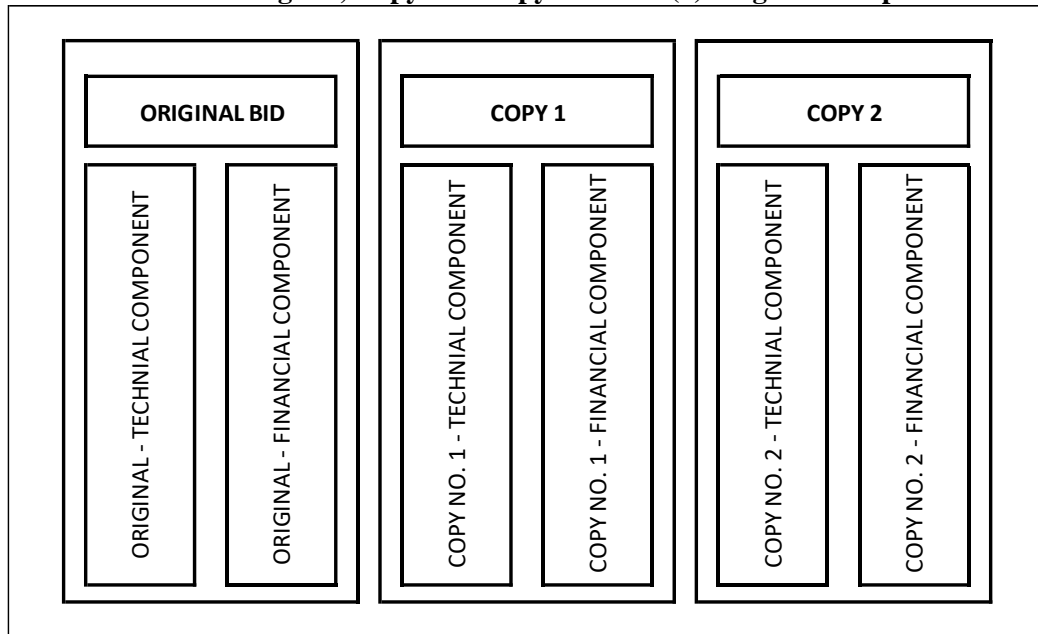 ORIGINAL BID
ORIGINAL - TECHNIAL COMPONENT
ORIGINAL - FINANCIAL COMPONENT
COPY 1
COPY NO. 1 - TECHNIAL COMPONENT
COPY NO. 1 - FINANCIAL COMPONENT
COPY 2
COPY NO. 2 - TECHNIAL COMPONENT
COPY NO. 2 - FINANCIAL COMPONENT